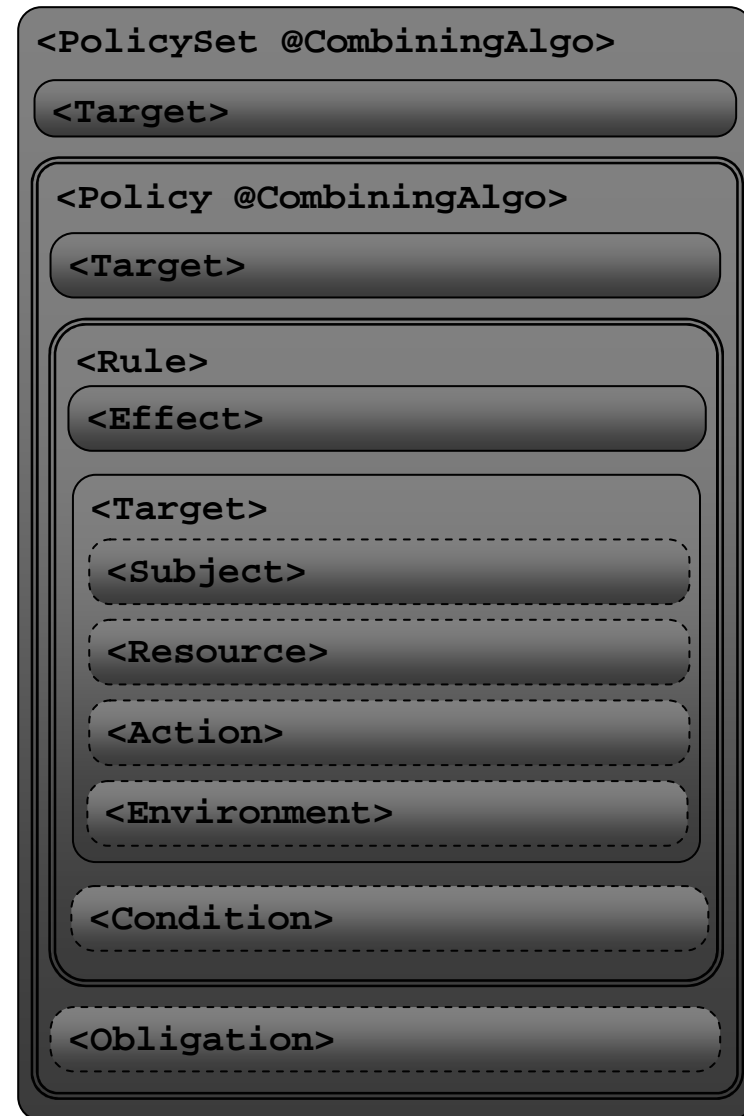 <PolicySet @CombiningAlgo>
<Target>
<Policy @CombiningAlgo>
<Target>
<Rule>
<Effect>
<Target>
<Subject>
<Resource>
<Action>
<Environment>
<Condition>
<Obligation>